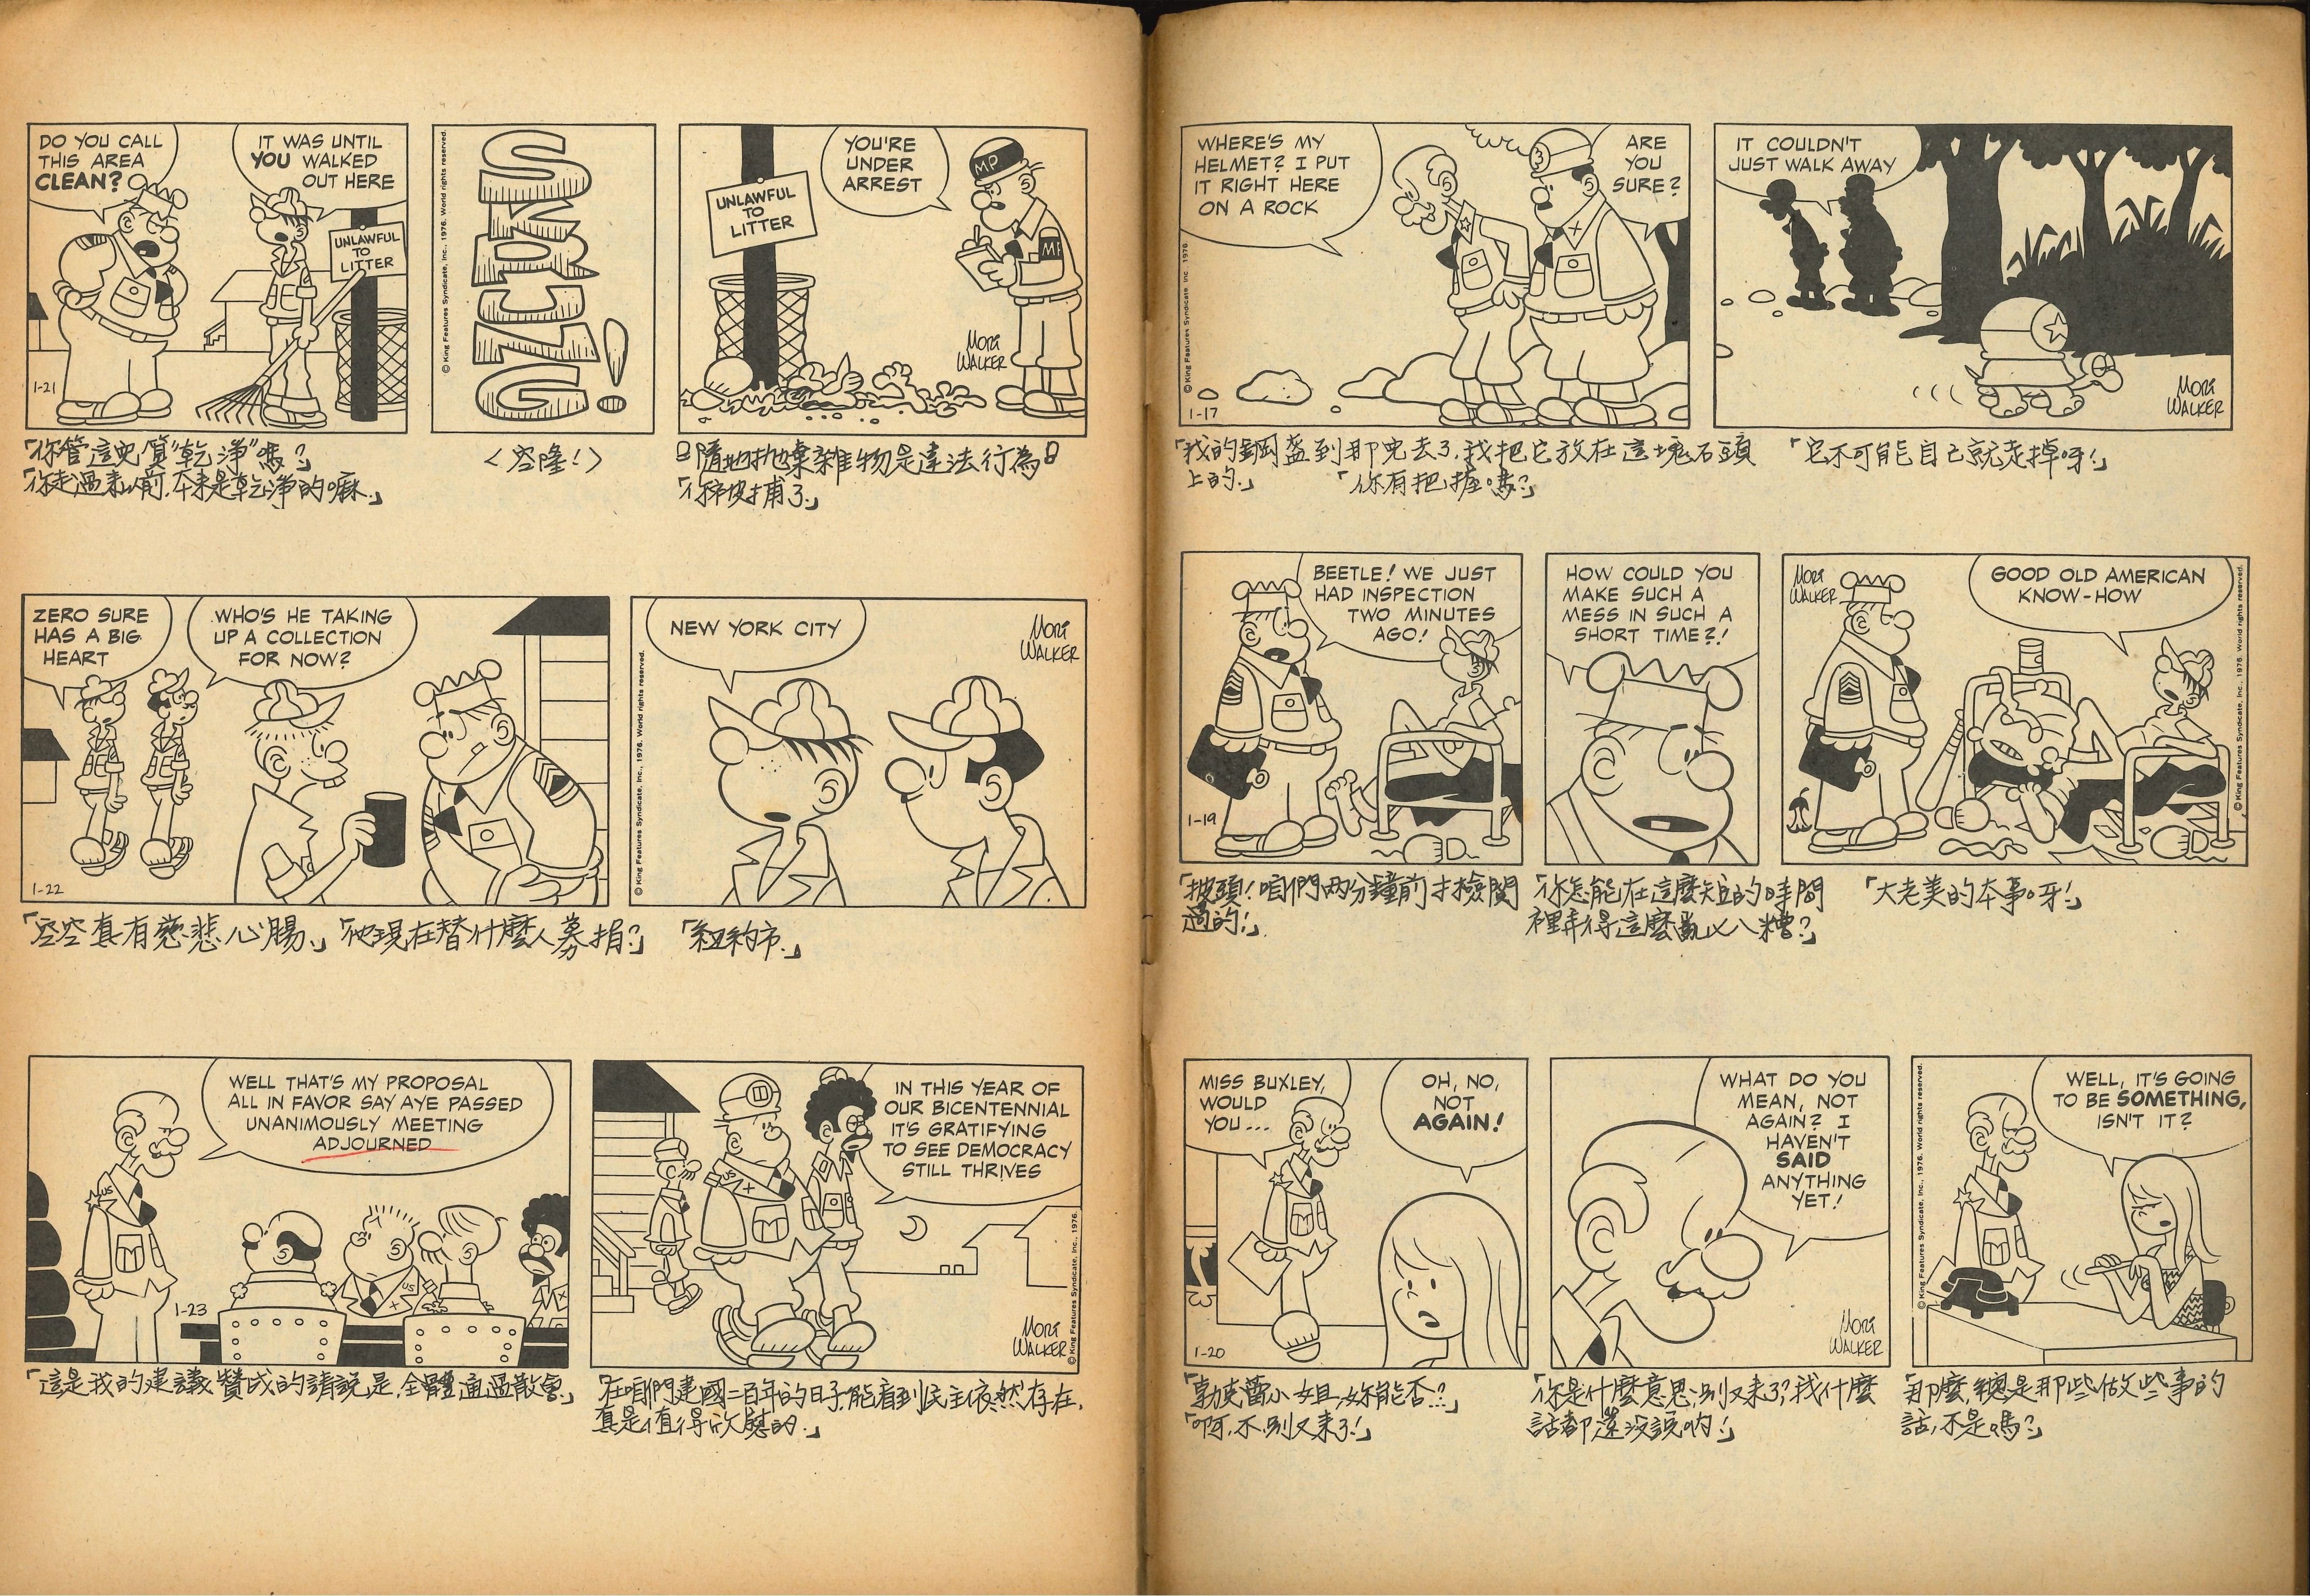 DO YOU CALL
THIS AREA
CLEAN?
IT WAS UNTIL
YOU WALKED
OUT HERE
UNLAWFUL
TO
LITTER
1-21
「你管這兒算"乾淨"嗎?
「你走過來以前,本來是乾淨的嘛.」
© King Features Syndicate, Inc., 1976. World rights reserved.
SPRCING!
〈空隆!〉
UNLAWFUL
TO
LITTER
YOU'RE
UNDER
ARREST
MP
MP
MORT
WALKER
隨地拋棄雜物是違法行為
「你被捕了.」
ZERO SURE
HAS A BIG
HEART
WHO'S HE TAKING
UP A COLLECTION
FOR NOW?
1-22
「空空真有慈悲心腸.」「他現在替什麼人募捐?」
NEW YORK CITY
MORT
WALKER
© King Features Syndicate, Inc., 1976. World rights reserved.
「紐約市.」
WELL THAT'S MY PROPOSAL
ALL IN FAVOR SAY AYE PASSED
UNANIMOUSLY MEETING
ADJOURNED
US
US
1-23
「這是我的建議贊成的請說是.全體通過散會」
IN THIS YEAR OF
OUR BICENTENNIAL
IT'S GRATIFYING
TO SEE DEMOCRACY
STILL THRIVES
US
MORT
WALKER
© King Features Syndicate, Inc., 1976.
「在咱們建國二百年的日子,能看到民主依然存在,
真是值得欣慰的.」
WHERE'S MY
HELMET? I PUT
IT RIGHT HERE
ON A ROCK
ARE
YOU
SURE?
© King Features Syndicate Inc 1976.
1-17
「我的鋼盔到那兒去了,我把它放在這塊石頭
上的.」 「你有把握嗎?」
IT COULDN'T
JUST WALK AWAY
MORT
WALKER
「它不可能自己就走掉呀!」
BEETLE! WE JUST
HAD INSPECTION
TWO MINUTES
AGO!
1-19
「披頭!咱們兩分鐘前才檢閱
過的!」
HOW COULD YOU
MAKE SUCH A
MESS IN SUCH A
SHORT TIME?!
「你怎能在這麼短的時間
裡弄得這麼亂七八糟?」
MORT
WALKER
GOOD OLD AMERICAN
KNOW-HOW
© King Features Syndicate, Inc., 1976. World rights reserved.
「大老美的本事呀!」
MISS BUXLEY,
WOULD
YOU...
OH, NO,
NOT
AGAIN!
1-20
「勃克蕾小姐,妳能否...?」
「啊,不,別又來了!」
WHAT DO YOU
MEAN, NOT
AGAIN? I
HAVEN'T
SAID
ANYTHING
YET!
MORT
WALKER
「你是什麼意思;別又來了?我什麼
話都還沒說吶!」
© King Features Syndicate, Inc., 1976. World rights reserved.
WELL, IT'S GOING
TO BE SOMETHING,
ISN'T IT?
「那麼,總是那些做些事的
話,不是嗎?」